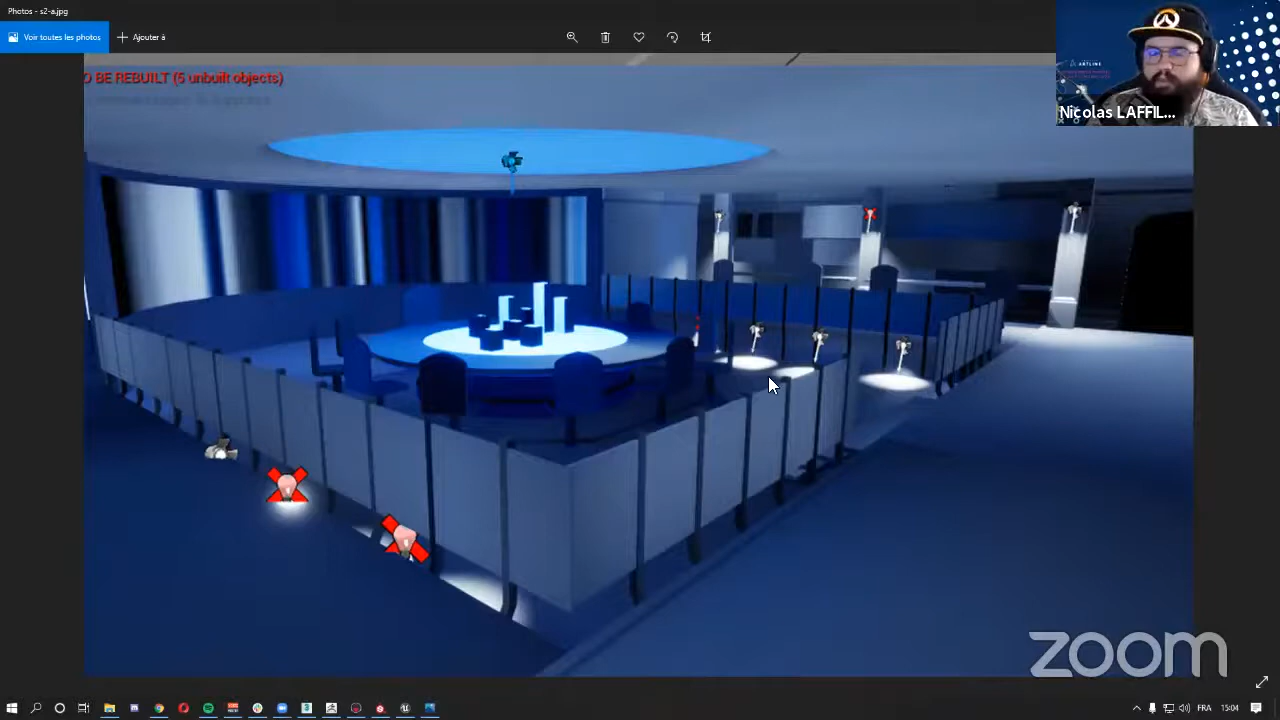 Photos - s2-a.jpg
Voir toutes les photos
Ajouter à
O BE REBUILT (5 unbuilt objects)
ARTLINE
Nicolas LAFFIL...
zoom
FRA
15:04